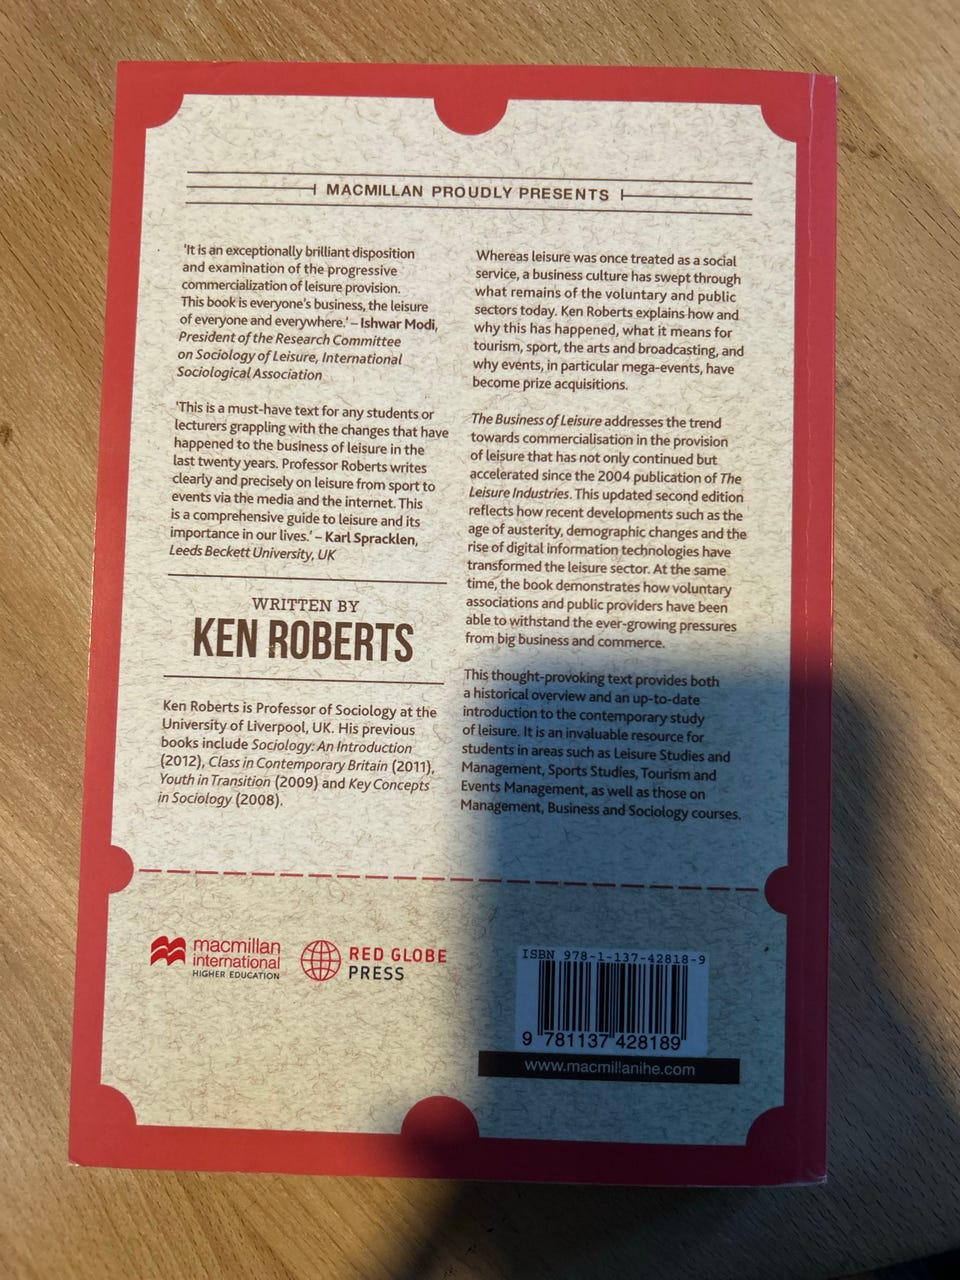 MACMILLAN PROUDLY PRESENTS
'It is an exceptionally brilliant disposition
and examination of the progressive
commercialization of leisure provision.
This book is everyone's business, the leisure
of everyone and everywhere.' – Ishwar Modi,
President of the Research Committee
on Sociology of Leisure, International
Sociological Association
'This is a must-have text for any students or
lecturers grappling with the changes that have
happened to the business of leisure in the
last twenty years. Professor Roberts writes
clearly and precisely on leisure from sport to
events via the media and the internet. This
is a comprehensive guide to leisure and its
importance in our lives.' – Karl Spracklen,
Leeds Beckett University, UK
WRITTEN BY
KEN ROBERTS
Ken Roberts is Professor of Sociology at the
University of Liverpool, UK. His previous
books include Sociology: An Introduction
(2012), Class in Contemporary Britain (2011),
Youth in Transition (2009) and Key Concepts
in Sociology (2008).
Whereas leisure was once treated as a social
service, a business culture has swept through
what remains of the voluntary and public
sectors today. Ken Roberts explains how and
why this has happened, what it means for
tourism, sport, the arts and broadcasting, and
why events, in particular mega-events, have
become prize acquisitions.
The Business of Leisure addresses the trend
towards commercialisation in the provision
of leisure that has not only continued but
accelerated since the 2004 publication of The
Leisure Industries. This updated second edition
reflects how recent developments such as the
age of austerity, demographic changes and the
rise of digital information technologies have
transformed the leisure sector. At the same
time, the book demonstrates how voluntary
associations and public providers have been
able to withstand the ever-growing pressures
from big business and commerce.
This thought-provoking text provides both
a historical overview and an up-to-date
introduction to the contemporary study
of leisure. It is an invaluable resource for
students in areas such as Leisure Studies and
Management, Sports Studies, Tourism and
Events Management, as well as those on
Management, Business and Sociology courses.
macmillan
international
HIGHER EDUCATION
RED GLOBE
PRESS
ISBN 978-1-137-42818-9
9 781137 428189
www.macmillanihe.com